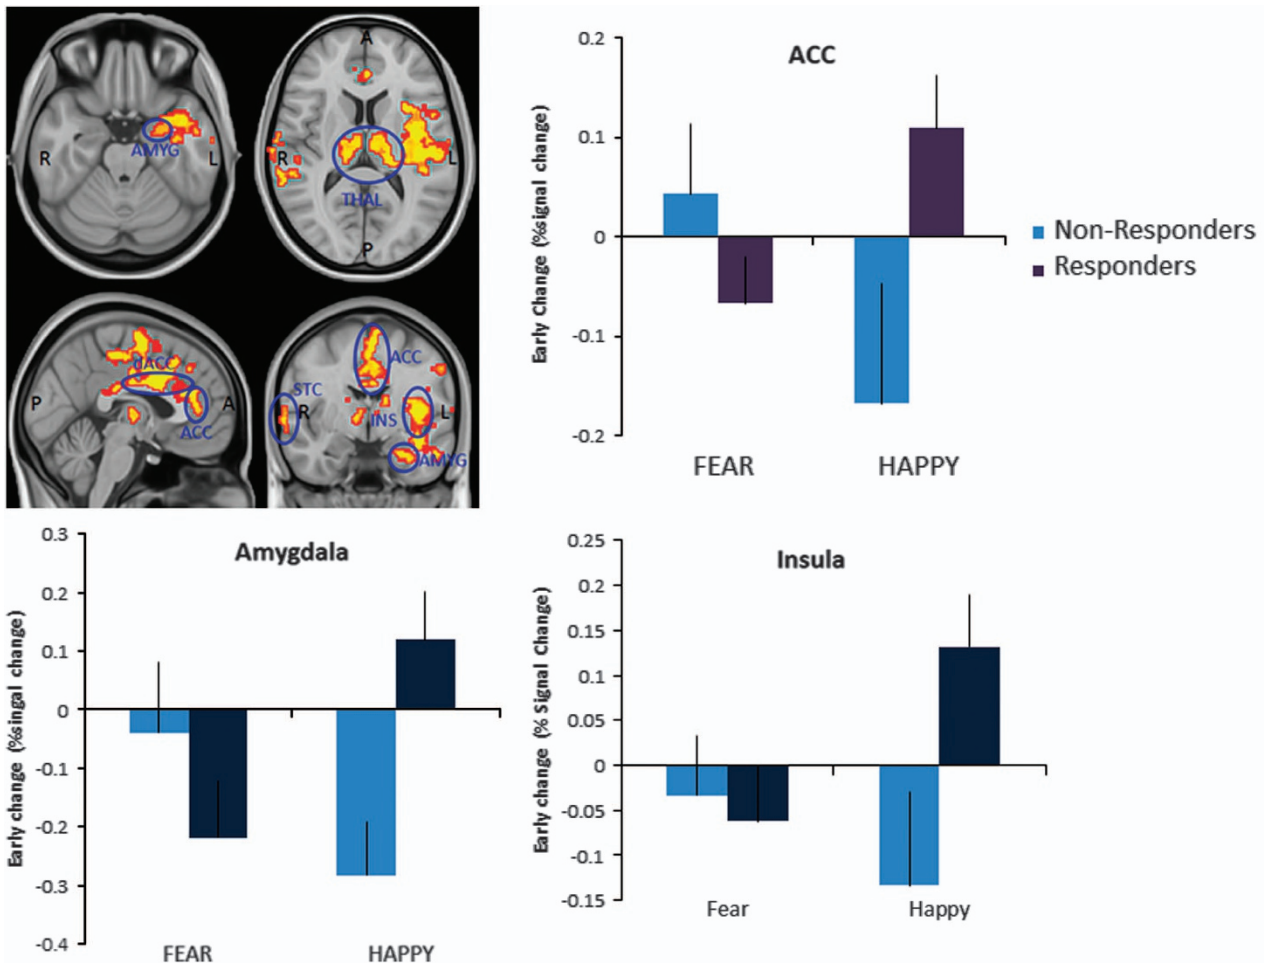 AMYG
R
L
A
R
L
THAL
P
dACC
P
A
ACC
ACC
STC
R
INS
L
AMYG
ACC
Early Change (%signal change)
0.2
0.1
0
-0.1
-0.2
FEAR
HAPPY
Non-Responders
Responders
Amygdala
Early change (%singal change)
0.3
0.2
0.1
0
-0.1
-0.2
-0.3
-0.4
FEAR
HAPPY
Insula
Early change (% Signal Change)
0.25
0.2
0.15
0.1
0.05
0
-0.05
-0.1
-0.15
Fear
Happy